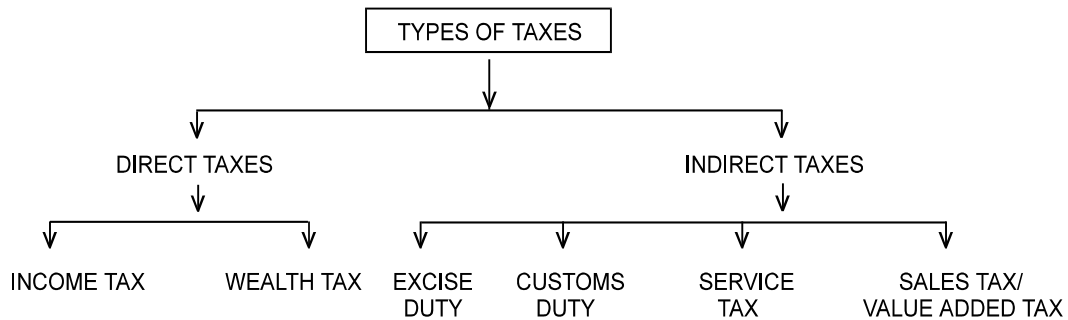 TYPES OF TAXES
DIRECT TAXES
INDIRECT TAXES
INCOME TAX
WEALTH TAX
EXCISE
DUTY
CUSTOMS
DUTY
SERVICE
TAX
SALES TAX/
VALUE ADDED TAX